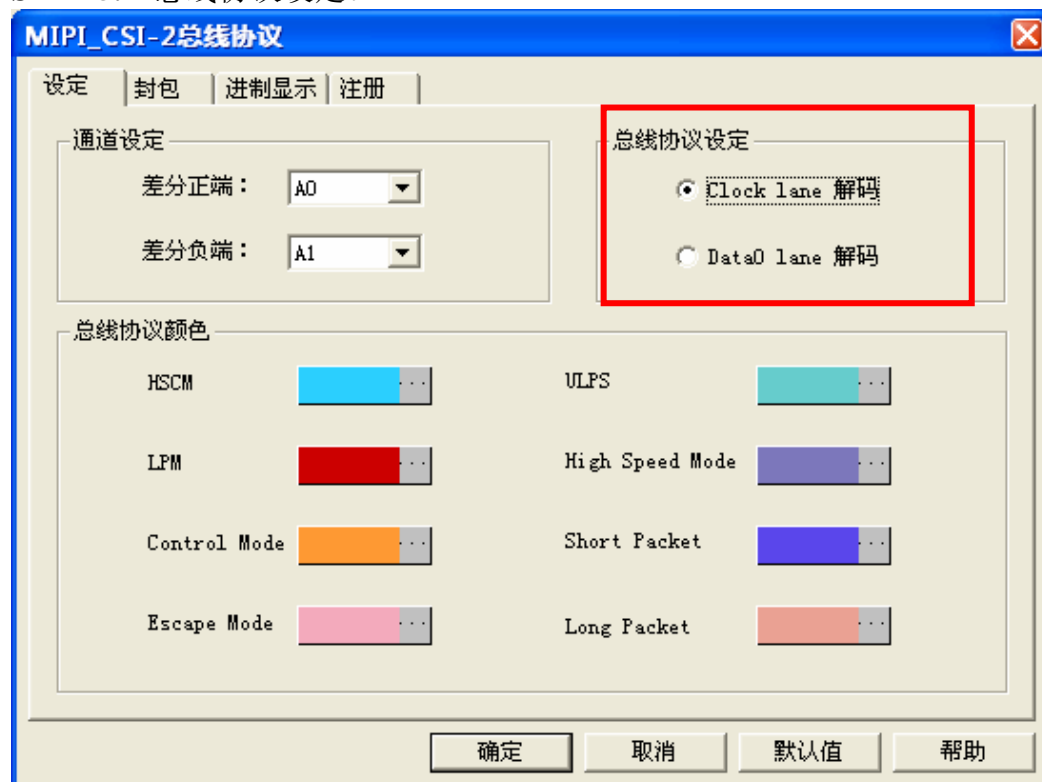 MIPI_CSI-2总线协议
设定 封包 进制显示 注册
通道设定
差分正端： A0
差分负端： A1
总线协议设定
Clock lane 解码
Data0 lane 解码
总线协议颜色
HSCM ... ULPS ...
LPM ... High Speed Mode ...
Control Mode ... Short Packet ...
Escape Mode ... Long Packet ...
确定 取消 默认值 帮助